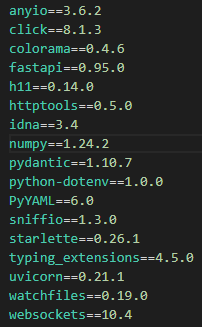 anyio==3.6.2
click==8.1.3
colorama==0.4.6
fastapi==0.95.0
h11==0.14.0
httptools==0.5.0
idna==3.4
numpy==1.24.2
pydantic==1.10.7
python-dotenv==1.0.0
PyYAML==6.0
sniffio==1.3.0
starlette==0.26.1
typing_extensions==4.5.0
uvicorn==0.21.1
watchfiles==0.19.0
websockets==10.4